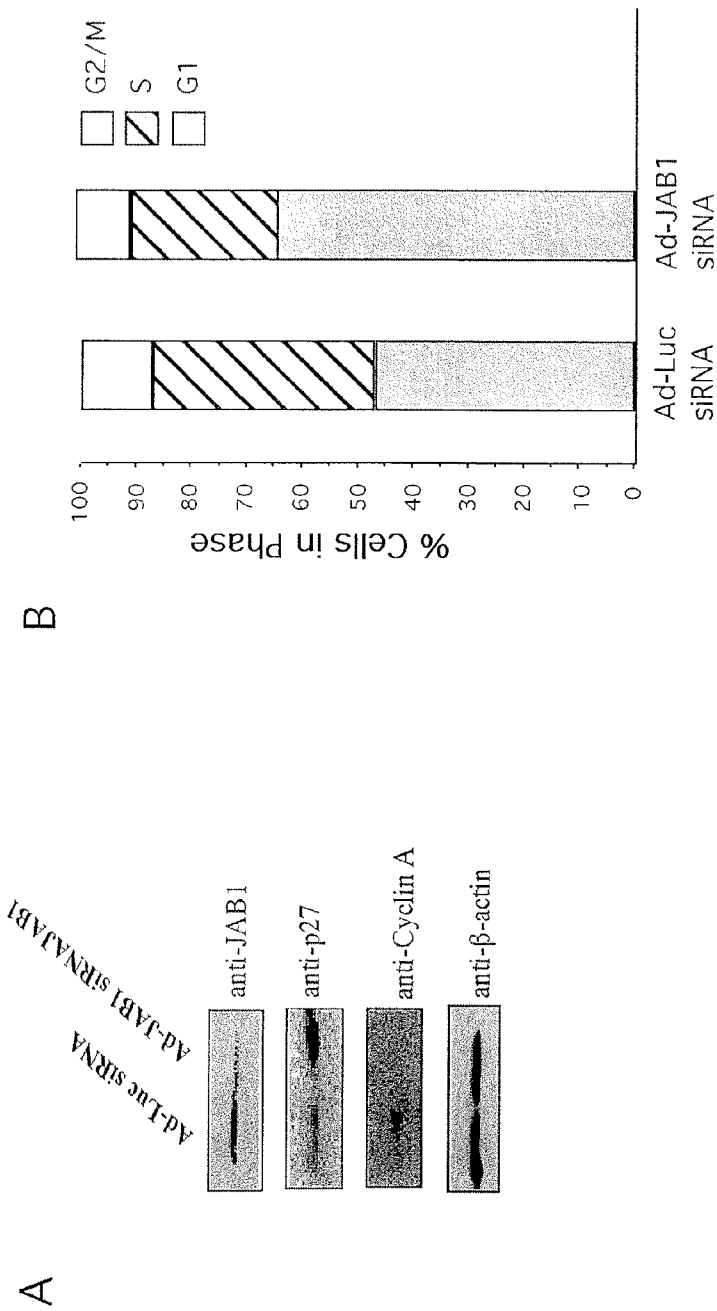 A
Ad-Luc siRNA
Ad-JAB1 siRNAJAB1
anti-JAB1
anti-p27
anti-Cyclin A
anti-β-actin
B
% Cells in Phase
100
90
80
70
60
50
40
30
20
10
0
Ad-Luc
siRNA
Ad-JAB1
siRNA
G2/M
S
G1